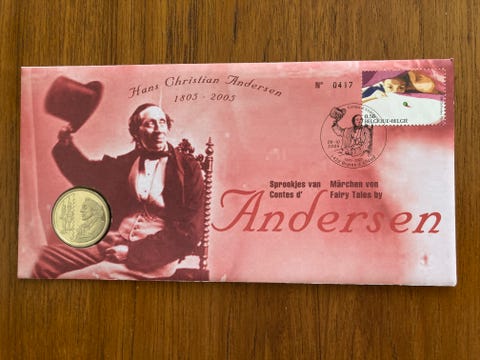 Hans Christian Andersen
1805 - 2005
Nº 0417
0,50
BELGIQUE-BELGIË
Sprookjes van
Contes d'
Märchen von
Fairy Tales by
Andersen